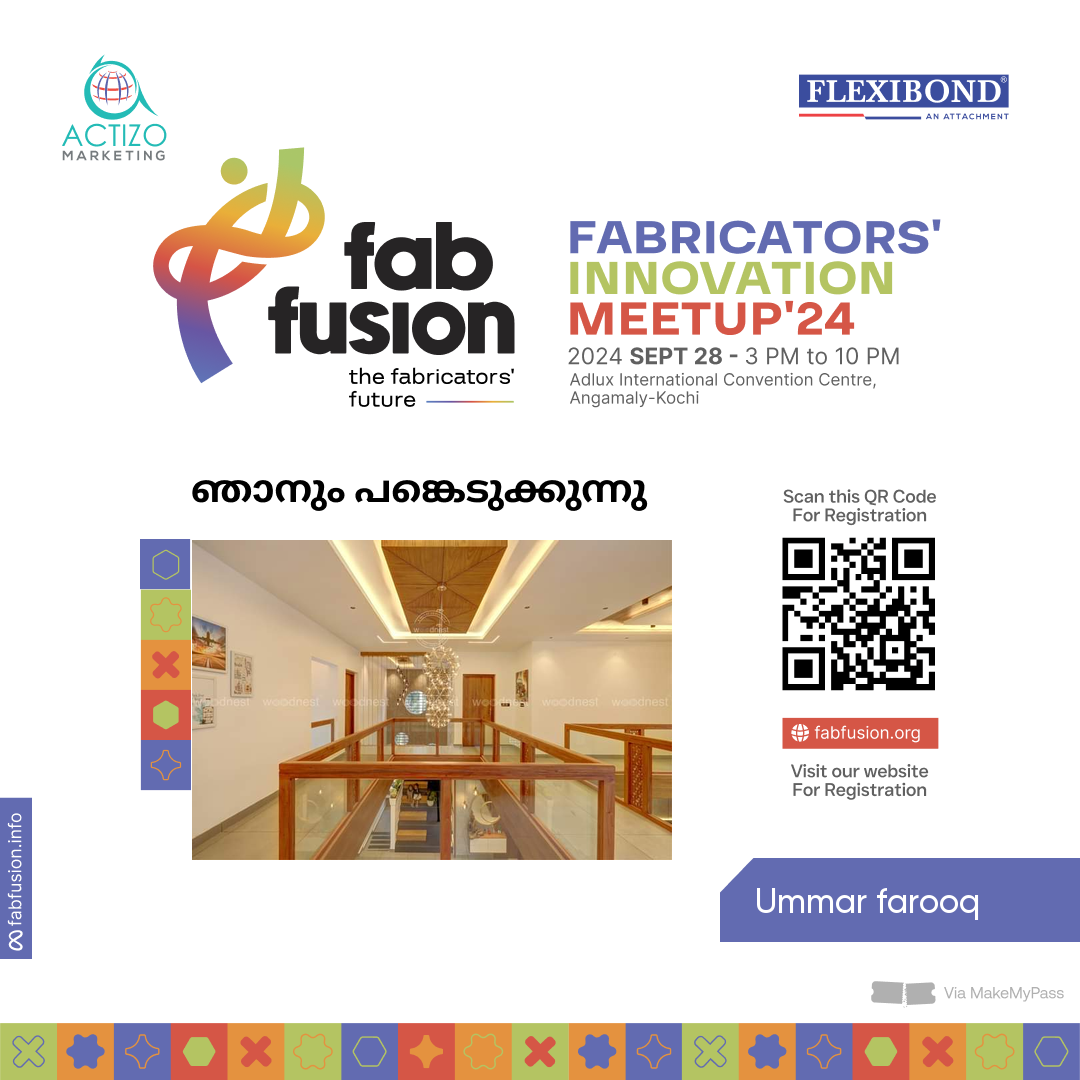 ACTIZO
MARKETING
FLEXIBOND®
AN ATTACHMENT
fab
fusion
the fabricators'
future
FABRICATORS'
INNOVATION
MEETUP'24
2024 SEPT 28 - 3 PM to 10 PM
Adlux International Convention Centre,
Angamaly-Kochi
ഞാനും പങ്കെടുക്കുന്നു
Scan this QR Code
For Registration
woodnest
woodnest woodnest woodnest woodnest woodnest woodnest woodnest
fabfusion.org
Visit our website
For Registration
fabfusion.info
Ummar farooq
Via MakeMyPass